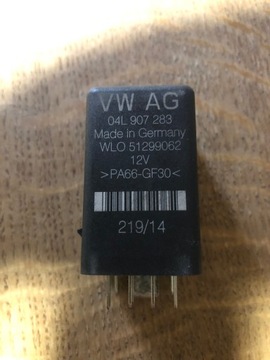 VW AG
04L 907 283
Made in Germany
WLO 51299062
12V
>PA66-GF30<
219/14